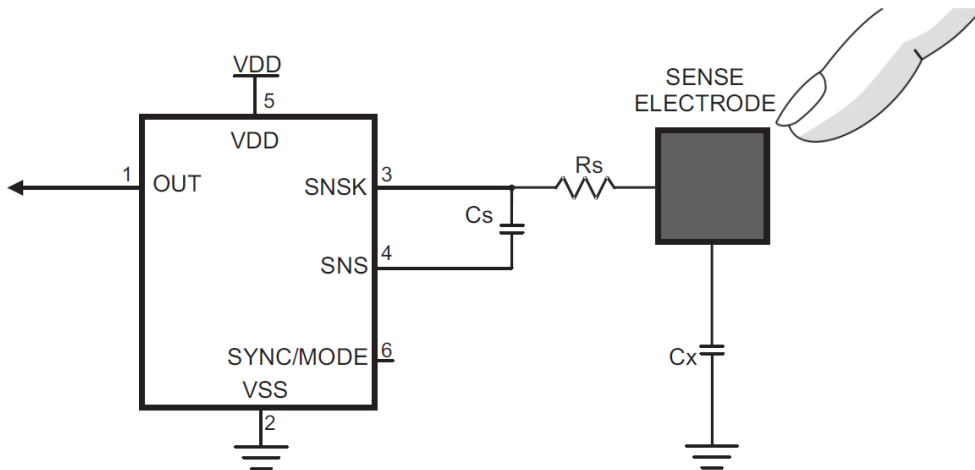 VDD
5
VDD
SENSE
ELECTRODE
1
OUT
SNSK
3
Rs
Cs
4
SNS
SYNC/MODE
6
Cx
VSS
2